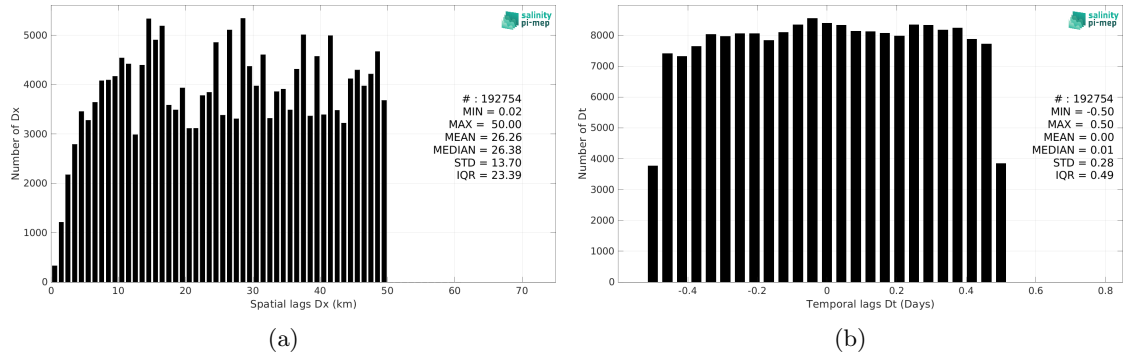 salinity
pi-mep
5000
4000
3000
2000
1000
0
Number of Dx
# : 192754
MIN = 0.02
MAX = 50.00
MEAN = 26.26
MEDIAN = 26.38
STD = 13.70
IQR = 23.39
0 10 20 30 40 50 60 70
Spatial lags Dx (km)
(a)
salinity
pi-mep
9000
8000
7000
6000
5000
4000
3000
2000
1000
0
Number of Dt
# : 192754
MIN = -0.50
MAX = 0.50
MEAN = 0.00
MEDIAN = 0.01
STD = 0.28
IQR = 0.49
-0.4 -0.2 0 0.2 0.4 0.6 0.8
Temporal lags Dt (Days)
(b)